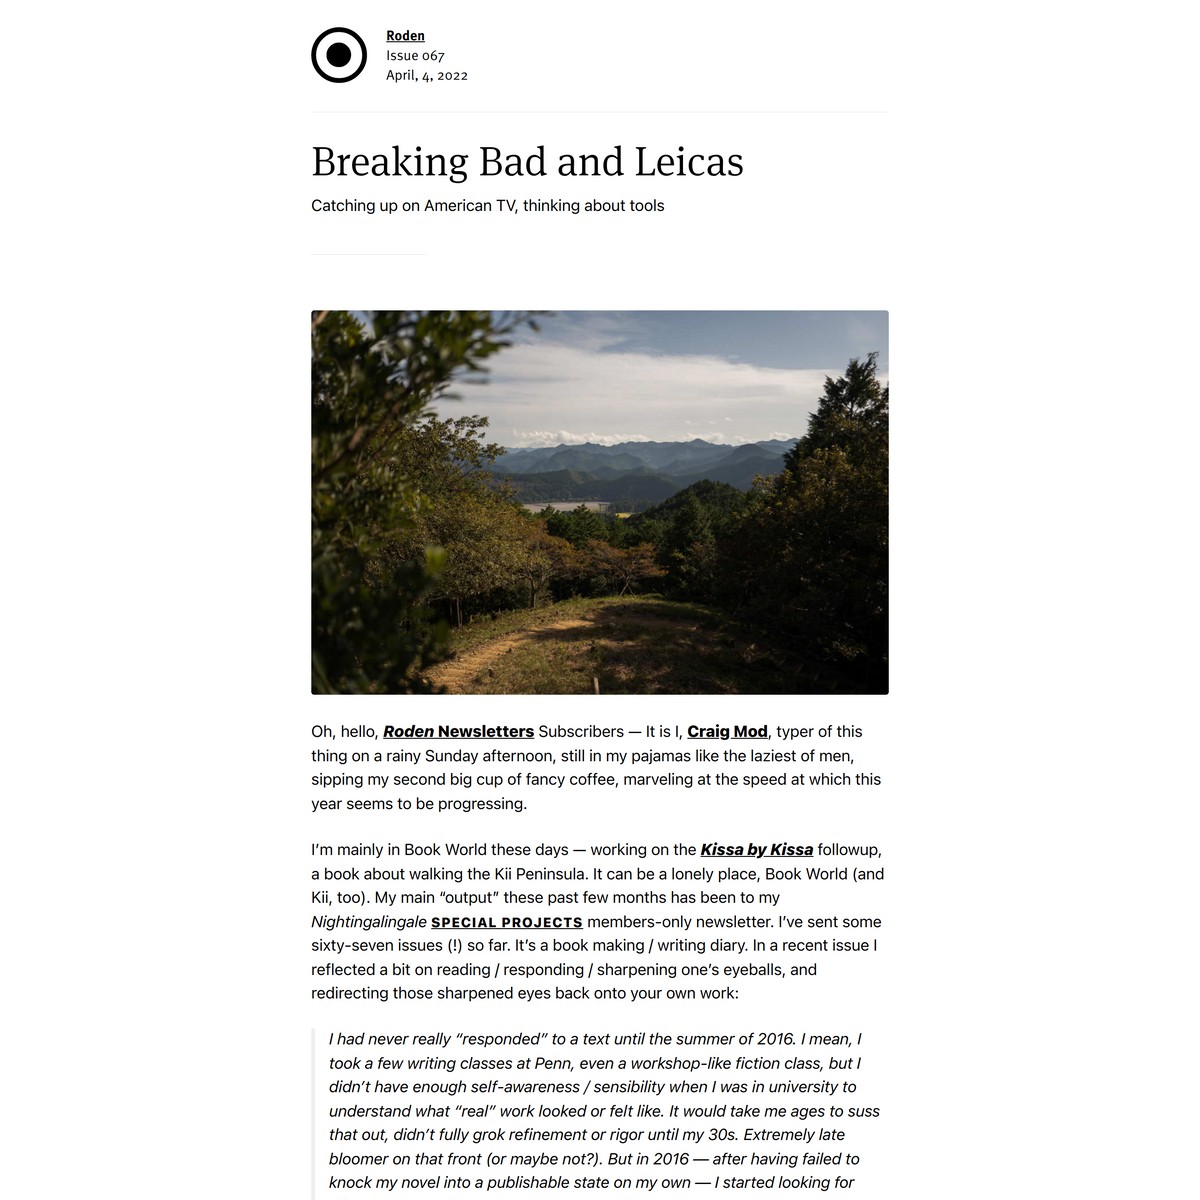 Roden
Issue 067
April, 4, 2022
Breaking Bad and Leicas
Catching up on American TV, thinking about tools
Oh, hello, Roden Newsletters Subscribers — It is I, Craig Mod, typer of this
thing on a rainy Sunday afternoon, still in my pajamas like the laziest of men,
sipping my second big cup of fancy coffee, marveling at the speed at which this
year seems to be progressing.
I’m mainly in Book World these days — working on the Kissa by Kissa followup,
a book about walking the Kii Peninsula. It can be a lonely place, Book World (and
Kii, too). My main “output” these past few months has been to my
Nightingalingale SPECIAL PROJECTS members-only newsletter. I’ve sent some
sixty-seven issues (!) so far. It’s a book making / writing diary. In a recent issue I
reflected a bit on reading / responding / sharpening one’s eyeballs, and
redirecting those sharpened eyes back onto your own work:
I had never really “responded” to a text until the summer of 2016. I mean, I
took a few writing classes at Penn, even a workshop-like fiction class, but I
didn’t have enough self-awareness / sensibility when I was in university to
understand what “real” work looked or felt like. It would take me ages to suss
that out, didn’t fully grok refinement or rigor until my 30s. Extremely late
bloomer on that front (or maybe not?). But in 2016 — after having failed to
knock my novel into a publishable state on my own — I started looking for